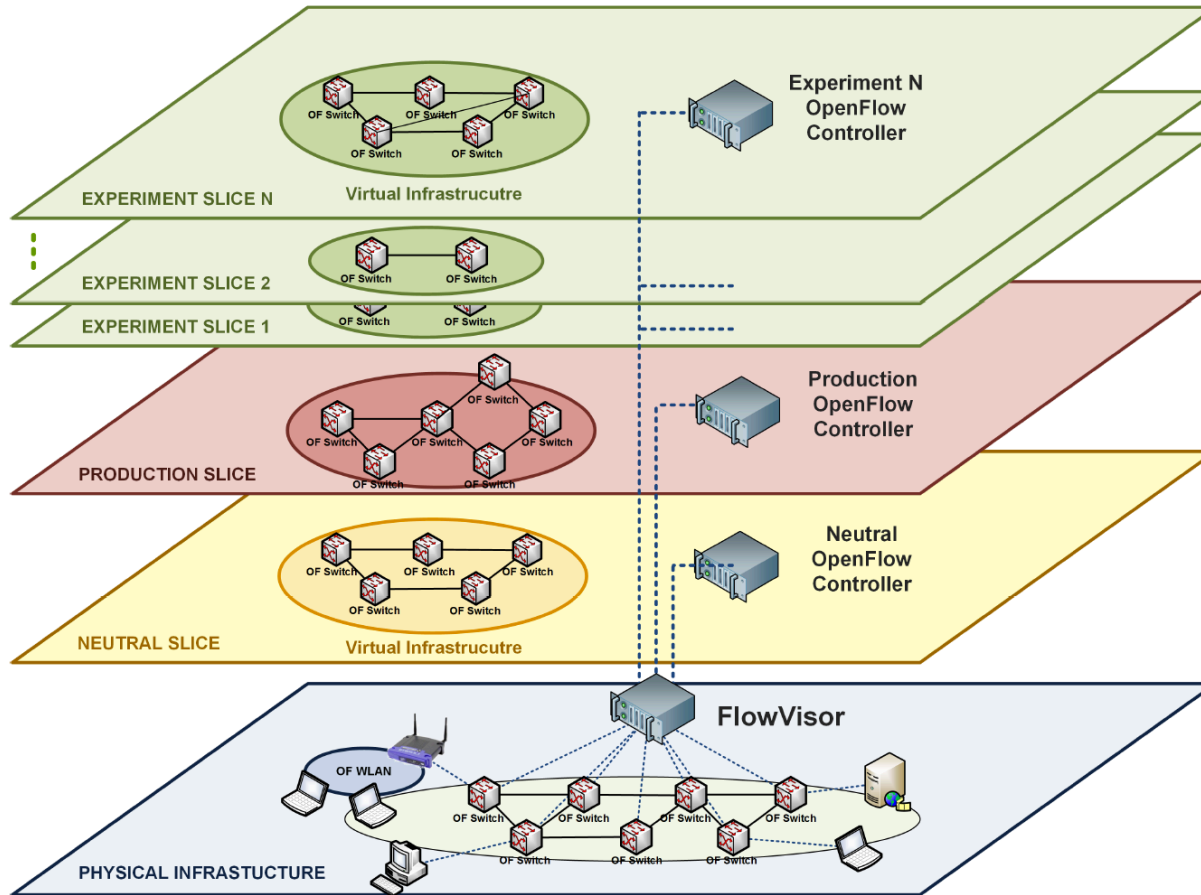 Experiment N
OpenFlow
Controller
OF Switch
OF Switch
OF Switch
OF Switch
OF Switch
Virtual Infrastrucutre
EXPERIMENT SLICE N
OF Switch
OF Switch
EXPERIMENT SLICE 2
OF Switch
OF Switch
EXPERIMENT SLICE 1
Production
OpenFlow
Controller
OF Switch
OF Switch
OF Switch
OF Switch
OF Switch
OF Switch
PRODUCTION SLICE
Neutral
OpenFlow
Controller
OF Switch
OF Switch
OF Switch
OF Switch
OF Switch
Virtual Infrastrucutre
NEUTRAL SLICE
FlowVisor
OF WLAN
OF Switch
OF Switch
OF Switch
OF Switch
OF Switch
OF Switch
OF Switch
PHYSICAL INFRASTUCTURE